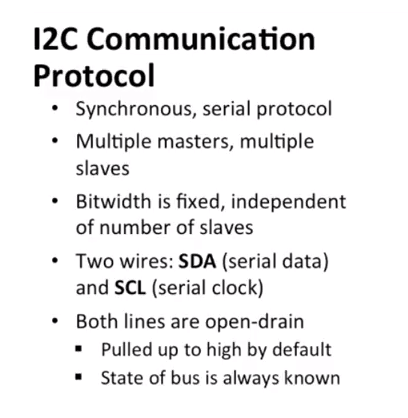 I2C Communication
Protocol
• Synchronous, serial protocol
• Multiple masters, multiple
slaves
• Bitwidth is fixed, independent
of number of slaves
• Two wires: SDA (serial data)
and SCL (serial clock)
• Both lines are open-drain
▪ Pulled up to high by default
▪ State of bus is always known